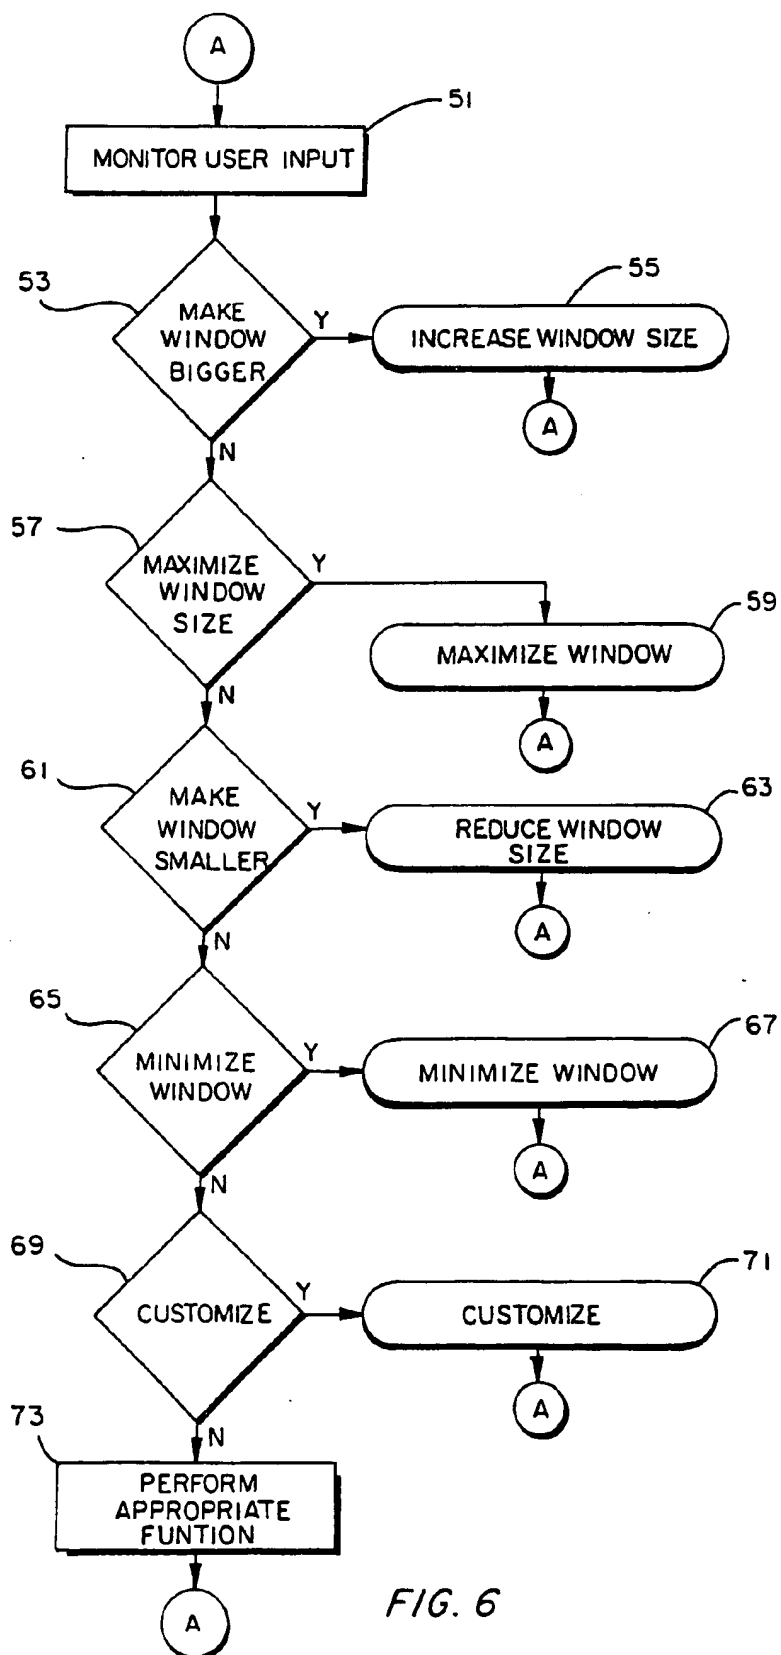 A
51
MONITOR USER INPUT
53
MAKE
WINDOW
BIGGER
Y
55
INCREASE WINDOW SIZE
A
N
57
MAXIMIZE
WINDOW
SIZE
Y
59
MAXIMIZE WINDOW
A
N
61
MAKE
WINDOW
SMALLER
Y
63
REDUCE WINDOW
SIZE
A
N
65
MINIMIZE
WINDOW
Y
67
MINIMIZE WINDOW
A
N
69
CUSTOMIZE
Y
71
CUSTOMIZE
A
N
73
PERFORM
APPROPRIATE
FUNTION
A
FIG. 6